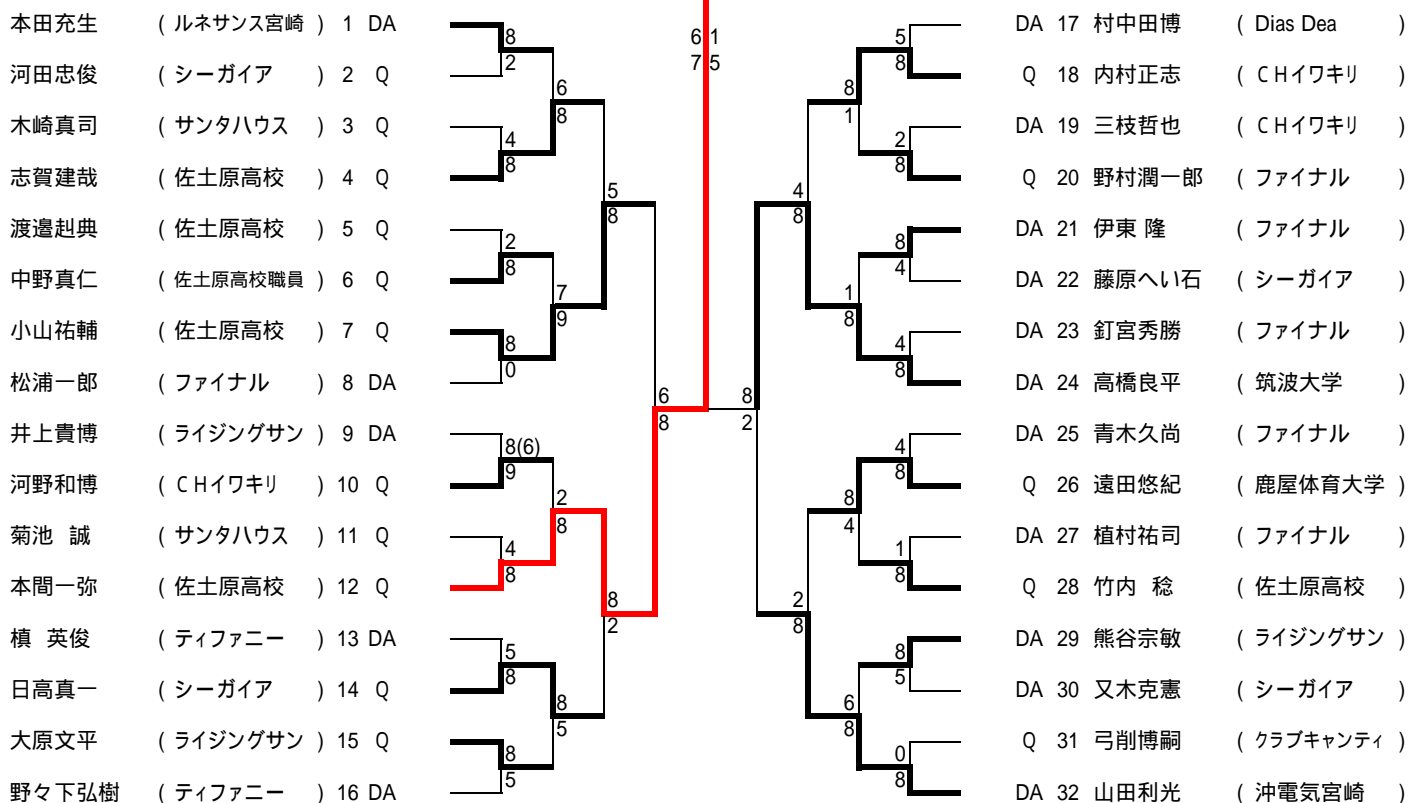 本田充生 ( ルネサンス宮崎 ) 1 DA
河田忠俊 ( シーガイア ) 2 Q
木崎真司 ( サンタハウス ) 3 Q
志賀建哉 ( 佐土原高校 ) 4 Q
渡邉赳典 ( 佐土原高校 ) 5 Q
中野真仁 ( 佐土原高校職員 ) 6 Q
小山祐輔 ( 佐土原高校 ) 7 Q
松浦一郎 ( ファイナル ) 8 DA
井上貴博 ( ライジングサン ) 9 DA
河野和博 ( CHイワキリ ) 10 Q
菊池 誠 ( サンタハウス ) 11 Q
本間一弥 ( 佐土原高校 ) 12 Q
槙 英俊 ( ティファニー ) 13 DA
日高真一 ( シーガイア ) 14 Q
大原文平 ( ライジングサン ) 15 Q
野々下弘樹 ( ティファニー ) 16 DA
8
2
4
8
2
8
8
0
8(6)
9
4
8
5
8
8
5
6
8
7
9
2
8
8
5
5
8
8
2
6
8
6 1
7 5
8
2
4
8
2
8
8
1
1
8
8
4
6
8
5
8
2
8
8
4
4
8
4
8
1
8
8
5
0
8
DA 17 村中田博 ( Dias Dea )
Q 18 内村正志 ( CHイワキリ )
DA 19 三枝哲也 ( CHイワキリ )
Q 20 野村潤一郎 ( ファイナル )
DA 21 伊東 隆 ( ファイナル )
DA 22 藤原へい石 ( シーガイア )
DA 23 釘宮秀勝 ( ファイナル )
DA 24 高橋良平 ( 筑波大学 )
DA 25 青木久尚 ( ファイナル )
Q 26 遠田悠紀 ( 鹿屋体育大学 )
DA 27 植村祐司 ( ファイナル )
Q 28 竹内 稔 ( 佐土原高校 )
DA 29 熊谷宗敏 ( ライジングサン )
DA 30 又木克憲 ( シーガイア )
Q 31 弓削博嗣 ( クラブキャンティ )
DA 32 山田利光 ( 沖電気宮崎 )